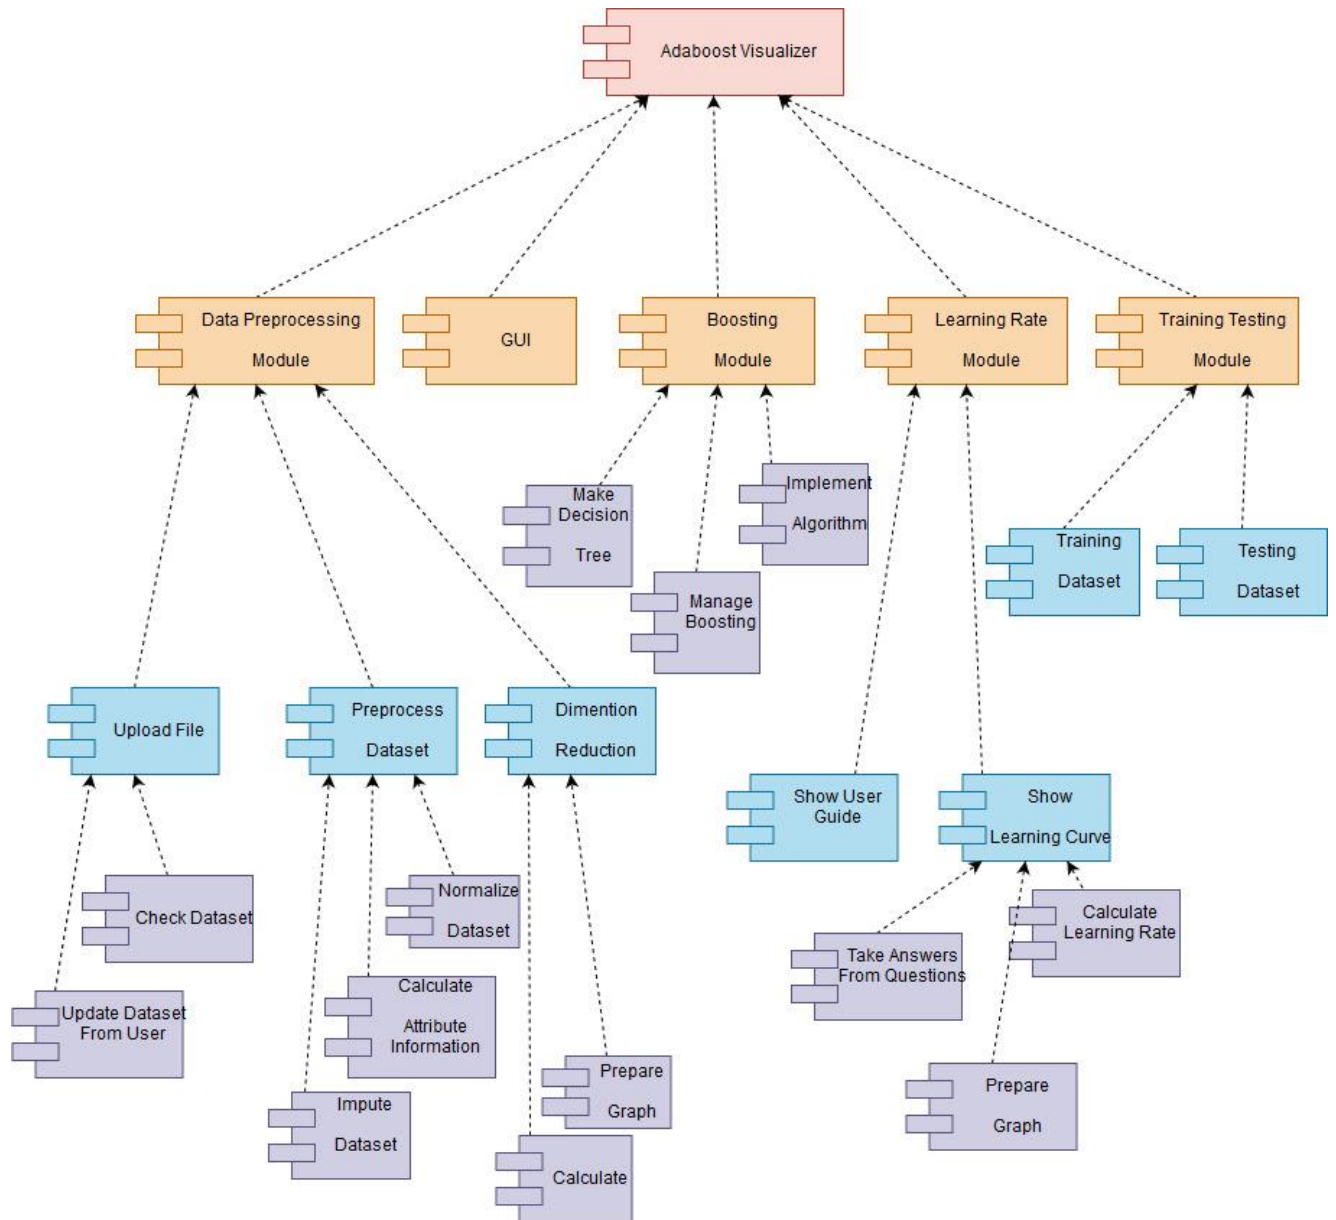 Adaboost Visualizer
Data Preprocessing
Module
GUI
Boosting
Module
Learning Rate
Module
Training Testing
Module
Make
Decision
Tree
Implement
Algorithm
Manage
Boosting
Training
Dataset
Testing
Dataset
Upload File
Preprocess
Dataset
Dimention
Reduction
Show User
Guide
Show
Learning Curve
Check Dataset
Normalize
Dataset
Calculate
Learning Rate
Take Answers
From Questions
Update Dataset
From User
Calculate
Attribute
Information
Prepare
Graph
Prepare
Graph
Impute
Dataset
Calculate